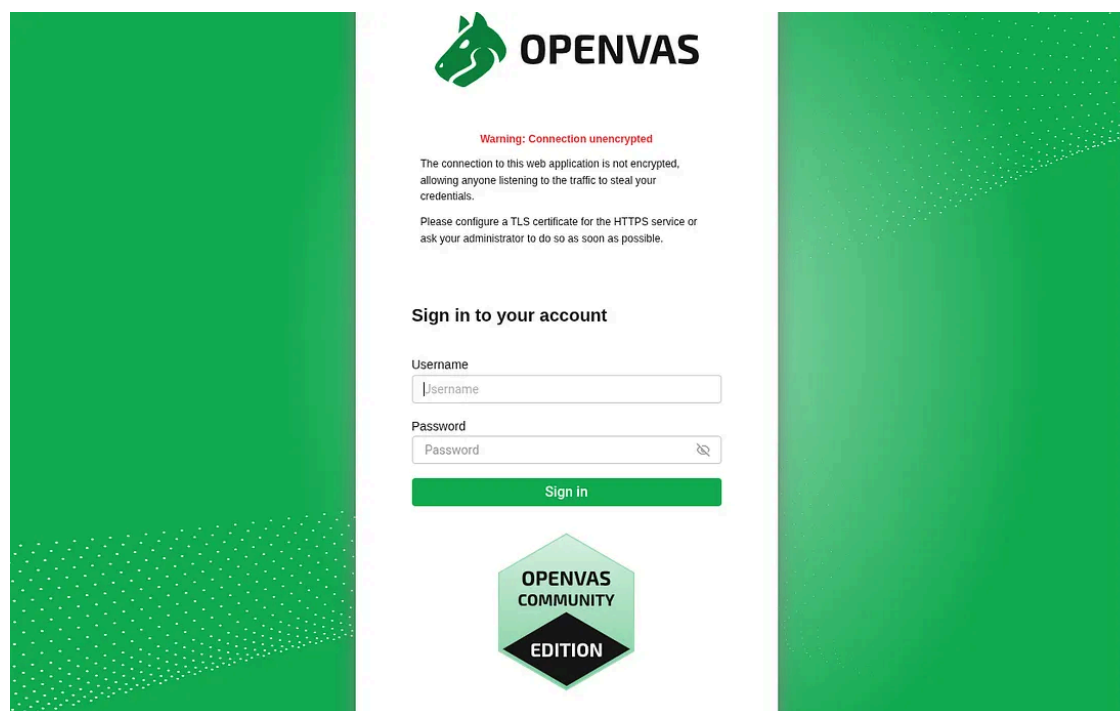 OPENVAS
Warning: Connection unencrypted
The connection to this web application is not encrypted,
allowing anyone listening to the traffic to steal your
credentials.
Please configure a TLS certificate for the HTTPS service or
ask your administrator to do so as soon as possible.
Sign in to your account
Username
Username
Password
Password
Sign in
OPENVAS
COMMUNITY
EDITION